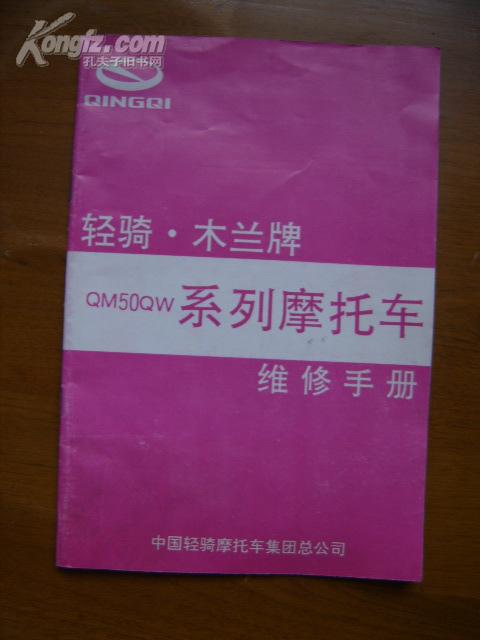 Kongfz.com
孔夫子旧书网
QINGQI
轻骑·木兰牌
QM50QW 系列摩托车
维修手册
中国轻骑摩托车集团总公司